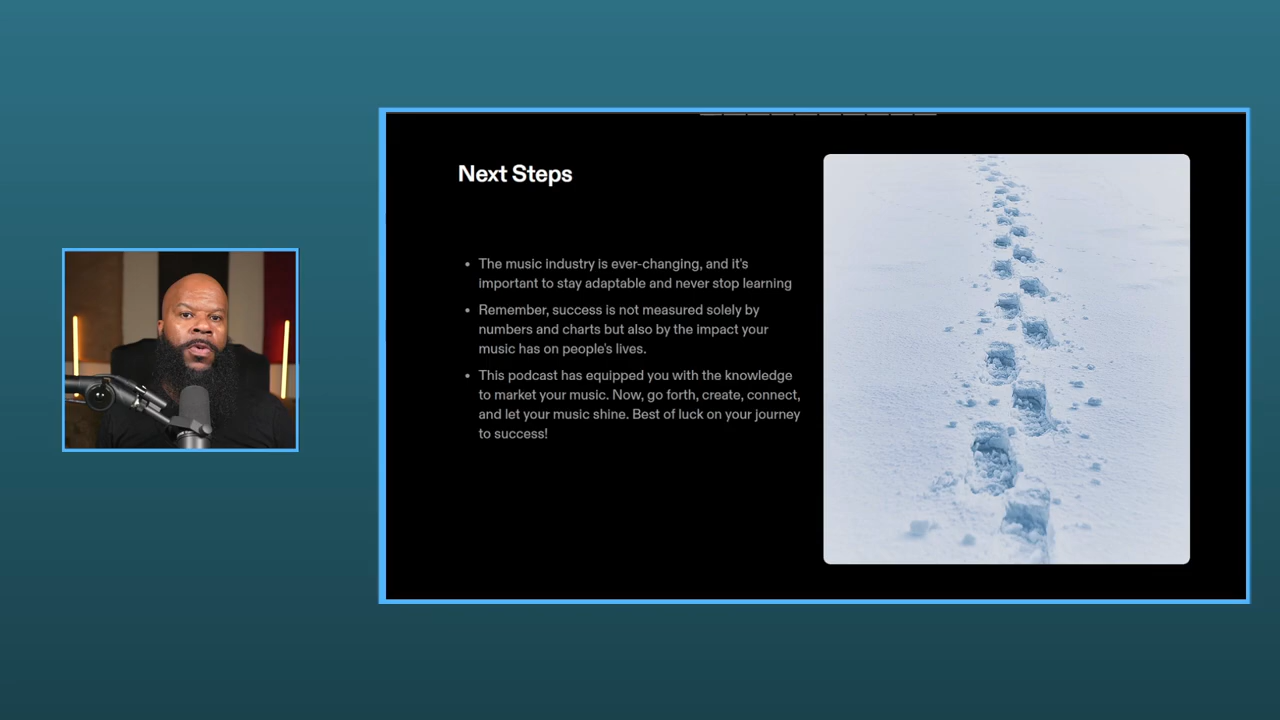 Next Steps
• The music industry is ever-changing, and it's
important to stay adaptable and never stop learning
• Remember, success is not measured solely by
numbers and charts but also by the impact your
music has on people's lives.
• This podcast has equipped you with the knowledge
to market your music. Now, go forth, create, connect,
and let your music shine. Best of luck on your journey
to success!